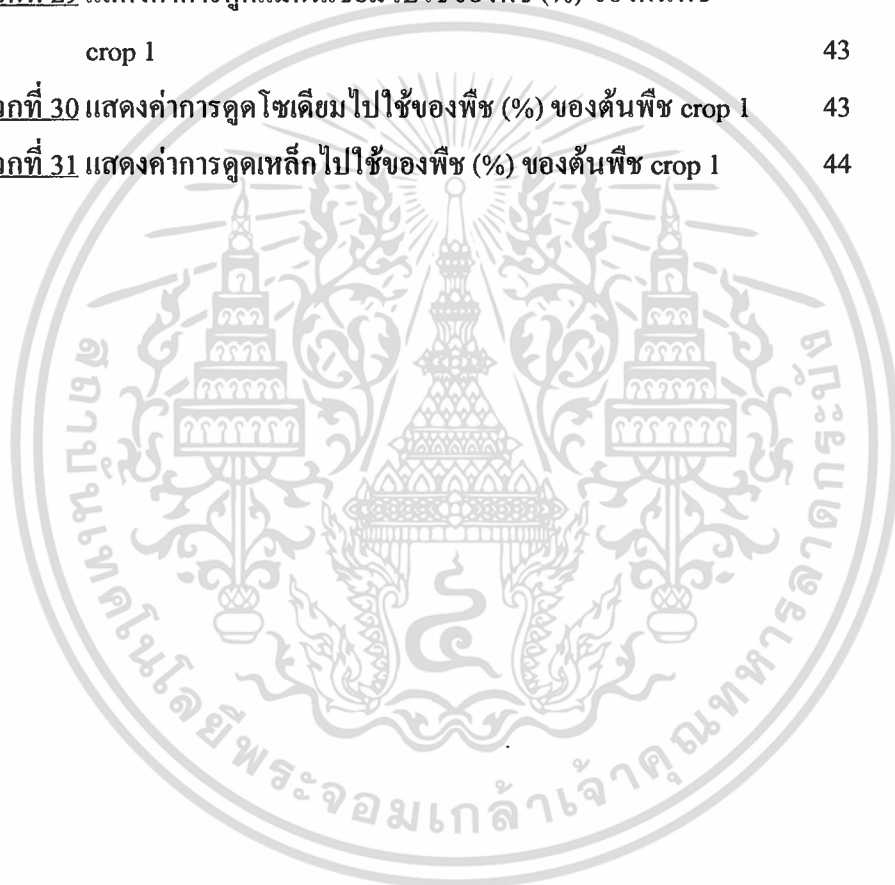 crop 1 43
กที่ 30 แสดงค่าการดูดโซเดียมไปใช้ของพืช (%) ของต้นพืช crop 1 43
กที่ 31 แสดงค่าการดูดเหล็กไปใช้ของพืช (%) ของต้นพืช crop 1 44
สถาบันเทคโนโลยีพระจอมเกล้าเจ้าคุณทหารลาดกระบัง